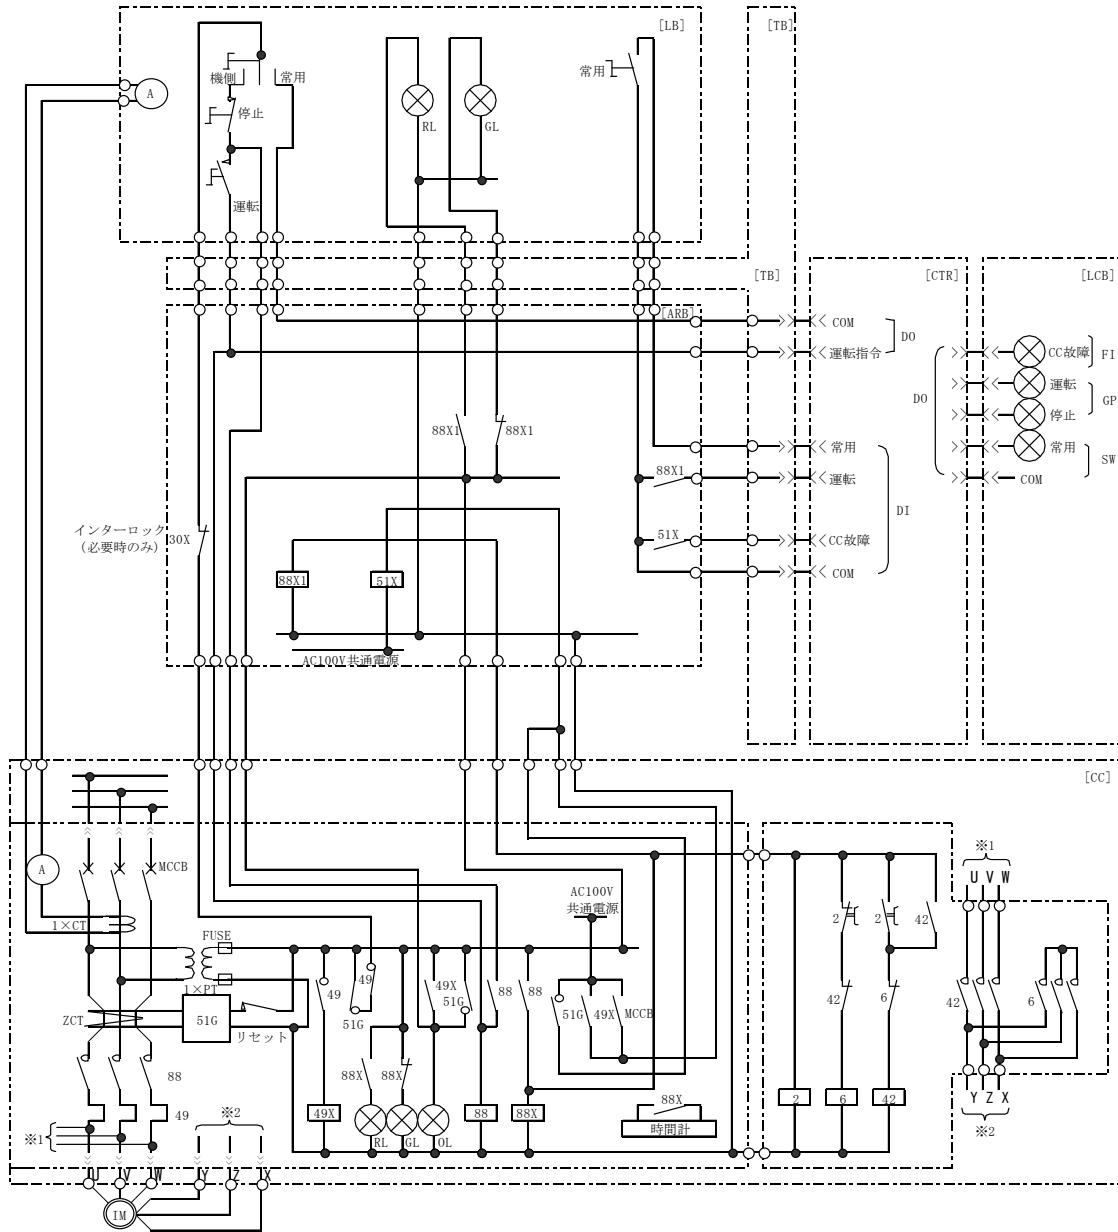 [LB]
[TB]
機側
常用
常用
A
停止
RL
GL
運転
[TB]
[CTR]
[LCB]
[ARB]
COM
DO
運転指令
CC故障
FI
DO
運転
GP
停止
88X1
88X1
常用
常用
SW
88X1
運転
COM
DI
インターロック
(必要時のみ)
30X
51X
CC故障
88X1
51X
COM
AC100V共通電源
[CC]
※1
A
MCCB
U V W
AC100V
共通電源
1×CT
2
2
42
FUSE
49
49X
1×PT
49
51G
88
88
42
6
42
6
51G
49X
MCCB
ZCT
51G
51G
リセット
88X
88X
88
88X
2
6
42
Y Z X
49
※2
49X
88
88X
時間計
※2
※1
RL
GL
OL
U
V
W
Y
Z
X
IM